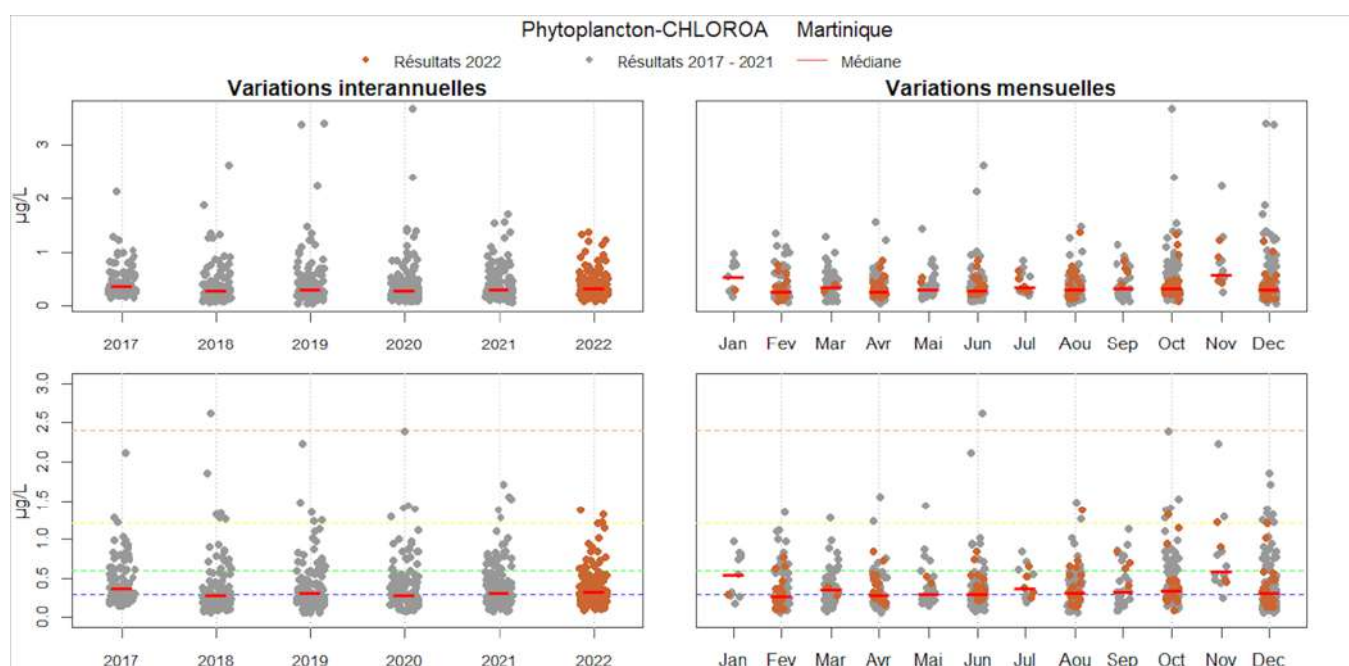 Phytoplancton-CHLOROA Martinique
Résultats 2022 Résultats 2017 - 2021 Médiane
Variations interannuelles Variations mensuelles
µg/L
3
2
1
0
2017 2018 2019 2020 2021 2022
Jan Fev Mar Avr Mai Jun Jul Aou Sep Oct Nov Dec
µg/L
3.0
2.5
2.0
1.5
1.0
0.5
0.0
2017 2018 2019 2020 2021 2022
Jan Fev Mar Avr Mai Jun Jul Aou Sep Oct Nov Dec